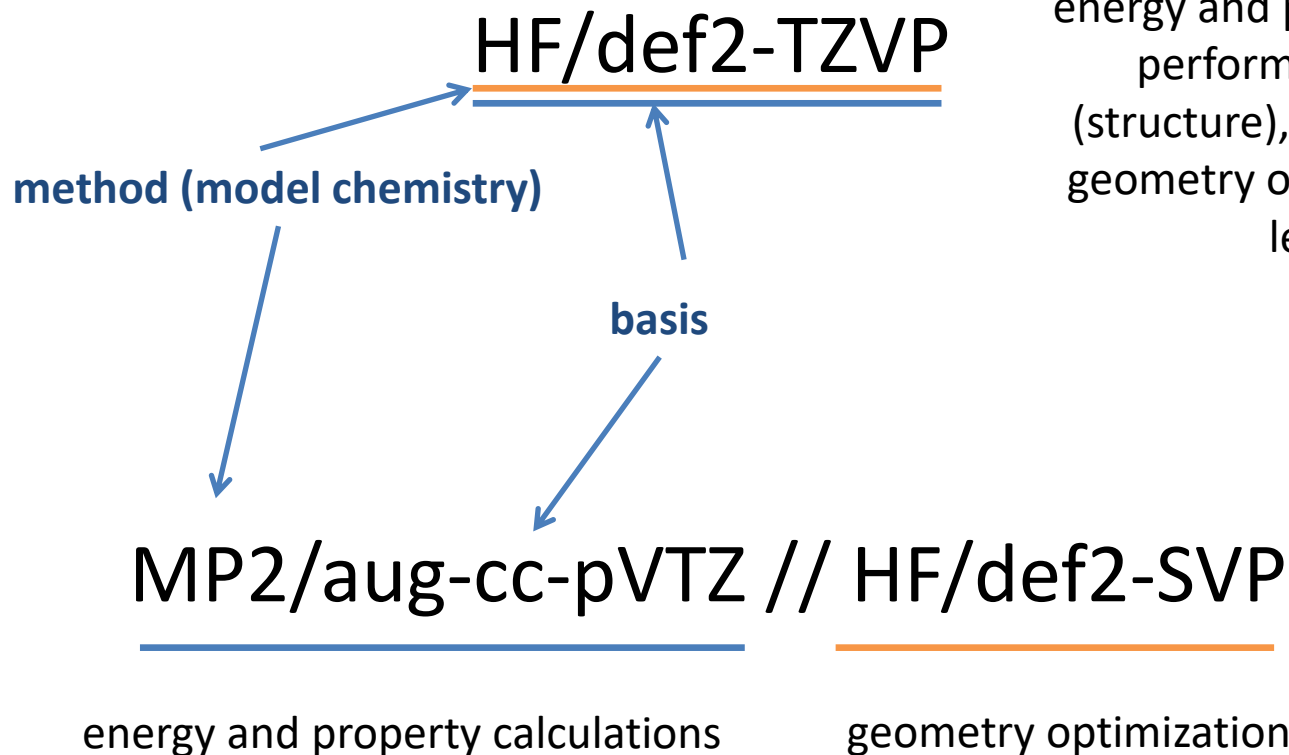 HF/def2-TZVP
energy and
perform
(structure),
geometry
method (model chemistry)
basis
MP2/aug-cc-pVTZ // HF/def2-SVP
energy and property calculations
geometry optimization